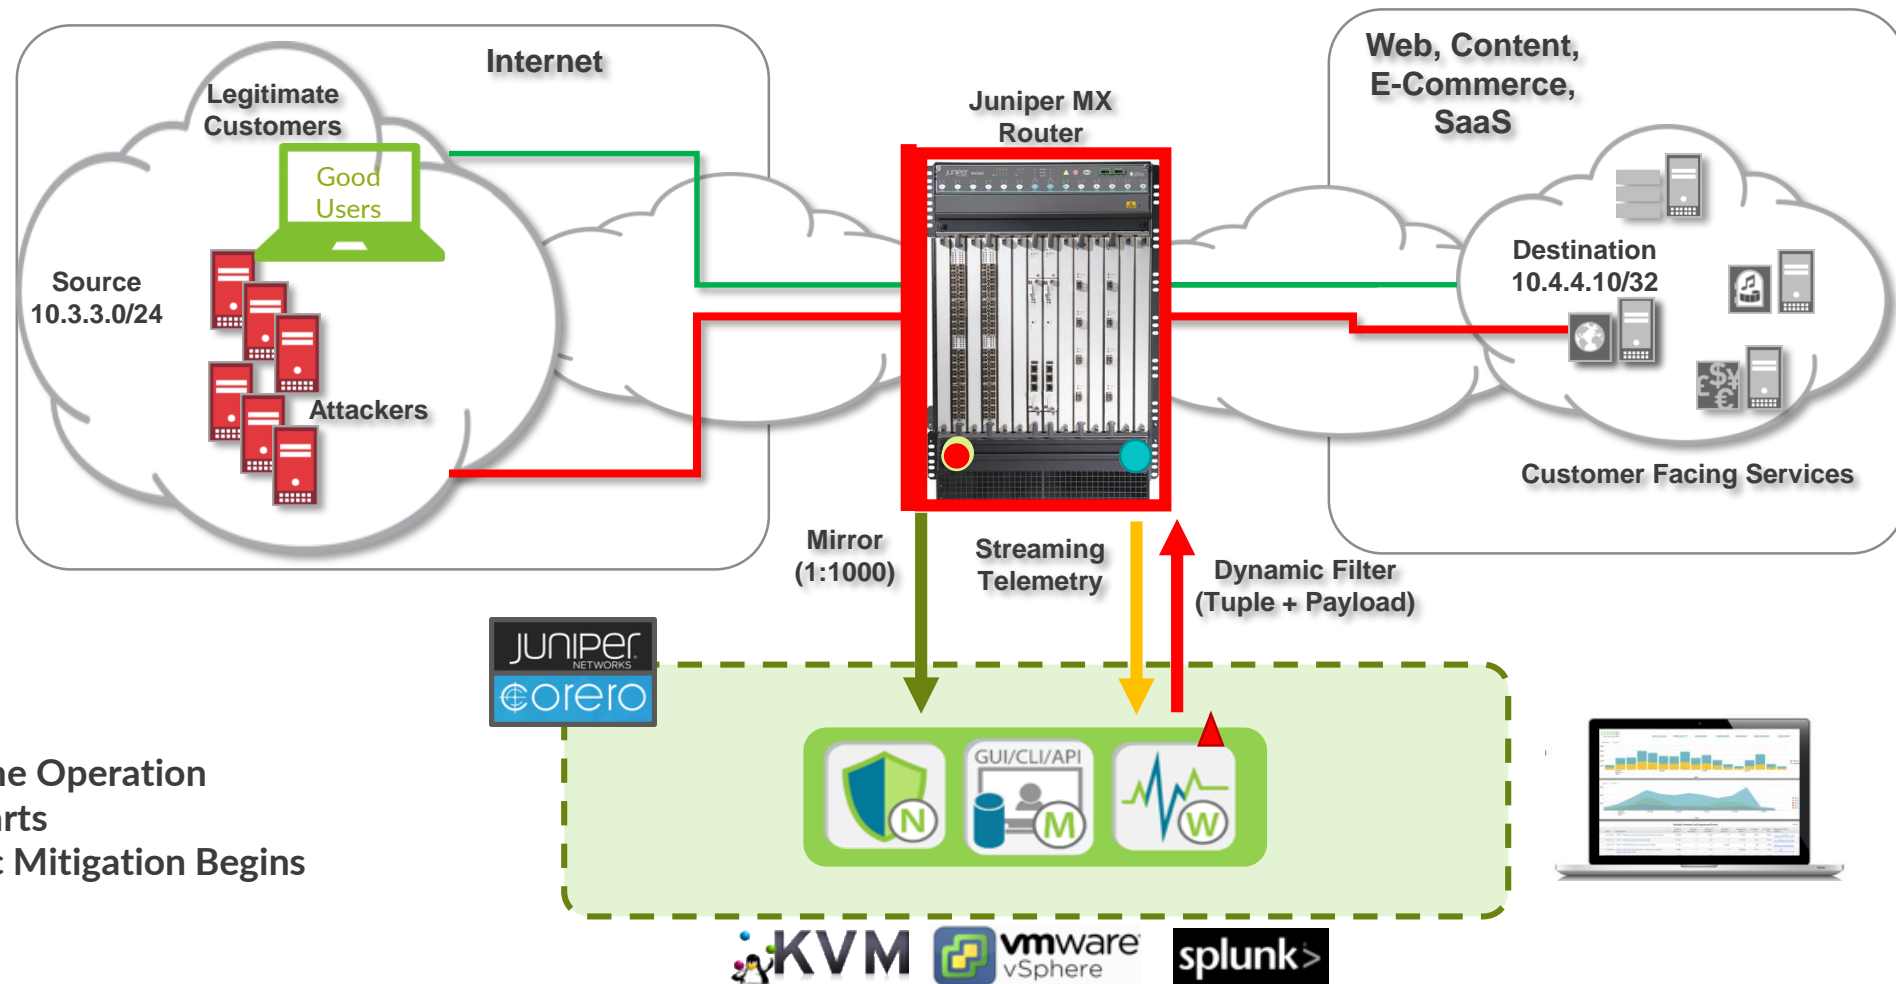 Internet
Legitimate
Customers
Good
Users
Source
10.3.3.0/24
Attackers
Juniper MX
Router
JUNIPER
Web, Content,
E-Commerce,
SaaS
Destination
10.4.4.10/32
£$¥
€
Customer Facing Services
Mirror
(1:1000)
Streaming
Telemetry
Dynamic Filter
(Tuple + Payload)
JUNIPER
NETWORKS
corero
GUI/CLI/API
N
M
W
ne Operation
arts
c Mitigation Begins
KVM
vmware
vSphere
splunk>